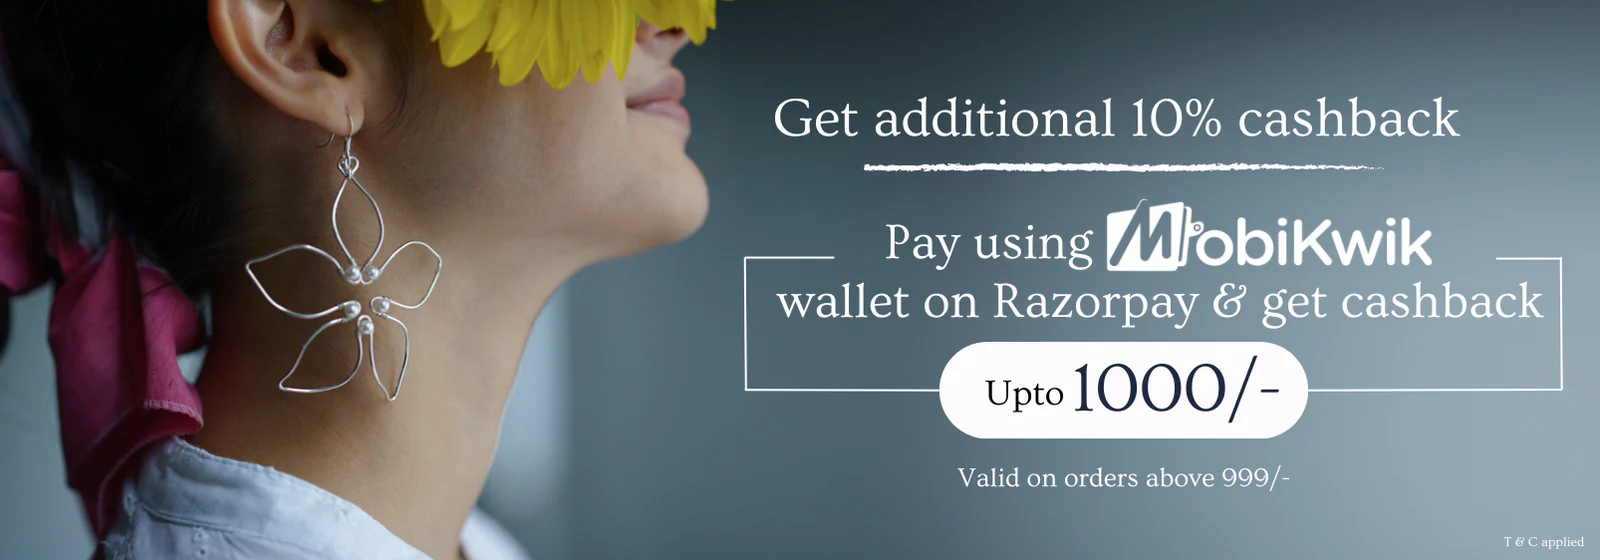 Get additional 10% cashback
Pay using MobiKwik
wallet on Razorpay & get cashback
Upto 1000/-
Valid on orders above 999/-
T & C applied